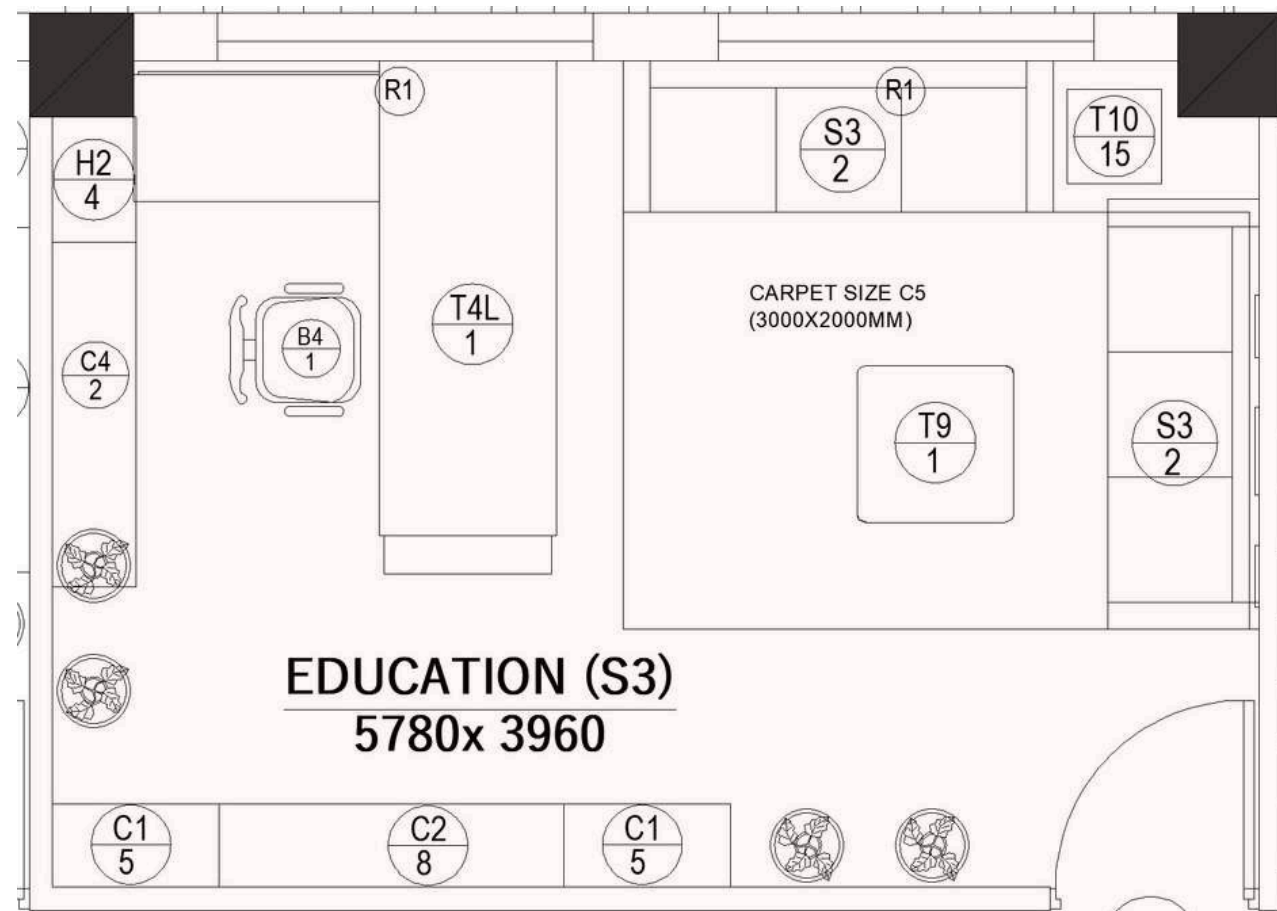 R1
R1
S3
2
T10
15
H2
4
CARPET SIZE C5
(3000X2000MM)
T4L
1
B4
1
C4
2
T9
1
S3
2
EDUCATION (S3)
5780x 3960
C1
5
C2
8
C1
5